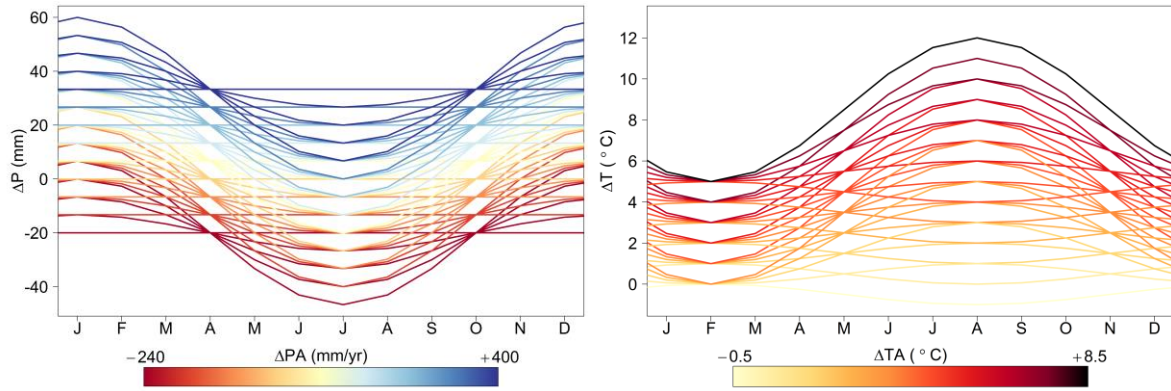 60
40
20
0
−20
−40
ΔP (mm)
J F M A M J J A S O N D
ΔPA (mm/yr)
−240
+400
12
10
8
6
4
2
0
ΔT ( ° C)
J F M A M J J A S O N D
ΔTA ( ° C)
−0.5
+8.5